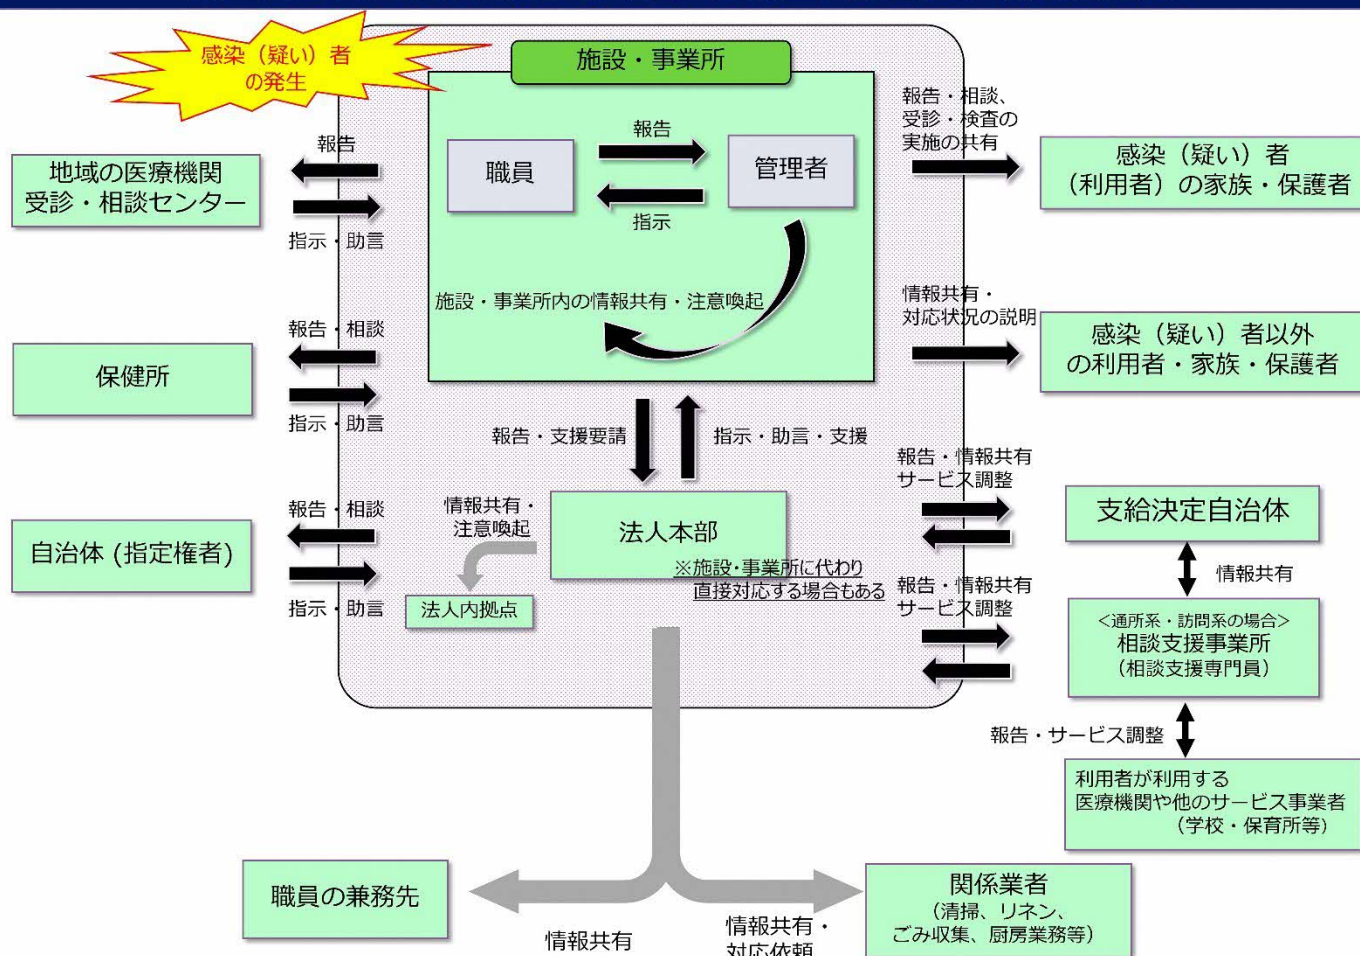 感染（疑い）者
の発生
施設・事業所
職員
報告
指示
管理者
施設・事業所内の情報共有・注意喚起
報告
地域の医療機関
受診・相談センター
指示・助言
報告・相談
保健所
指示・助言
報告・相談
自治体 (指定権者)
指示・助言
報告・相談、
受診・検査の
実施の共有
感染（疑い）者
（利用者）の家族・保護者
情報共有・
対応状況の説明
感染（疑い）者以外
の利用者・家族・保護者
報告・支援要請
指示・助言・支援
情報共有・
注意喚起
法人本部
※施設・事業所に代わり
直接対応する場合もある
法人内拠点
報告・情報共有
サービス調整
支給決定自治体
情報共有
報告・情報共有
サービス調整
＜通所系・訪問系の場合＞
相談支援事業所
（相談支援専門員）
報告・サービス調整
利用者が利用する
医療機関や他のサービス事業者
（学校・保育所等）
職員の兼務先
情報共有
情報共有・
対応依頼
関係業者
（清掃、リネン、
ごみ収集、厨房業務等）